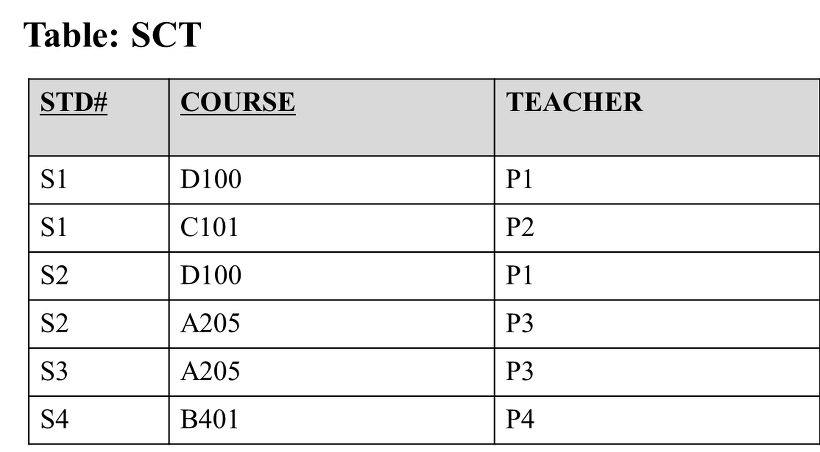 Table: SCT
STD# COURSE TEACHER
S1 D100 P1
S1 C101 P2
S2 D100 P1
S2 A205 P3
S3 A205 P3
S4 B401 P4